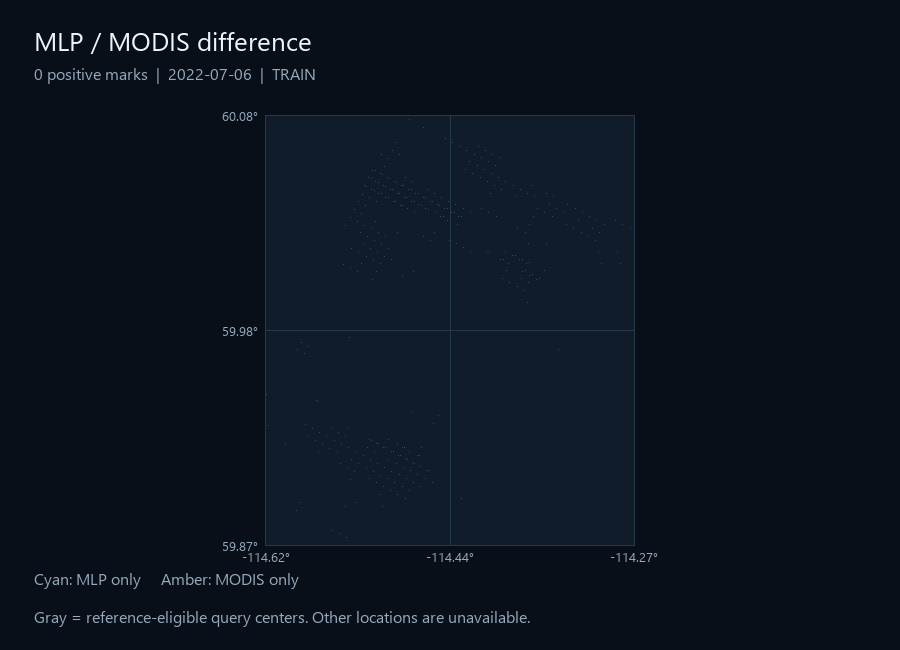 MLP / MODIS difference
0 positive marks | 2022-07-06 | TRAIN
60.08°
59.98°
59.87°
-114.62° -114.44° -114.27°
Cyan: MLP only Amber: MODIS only
Gray = reference-eligible query centers. Other locations are unavailable.